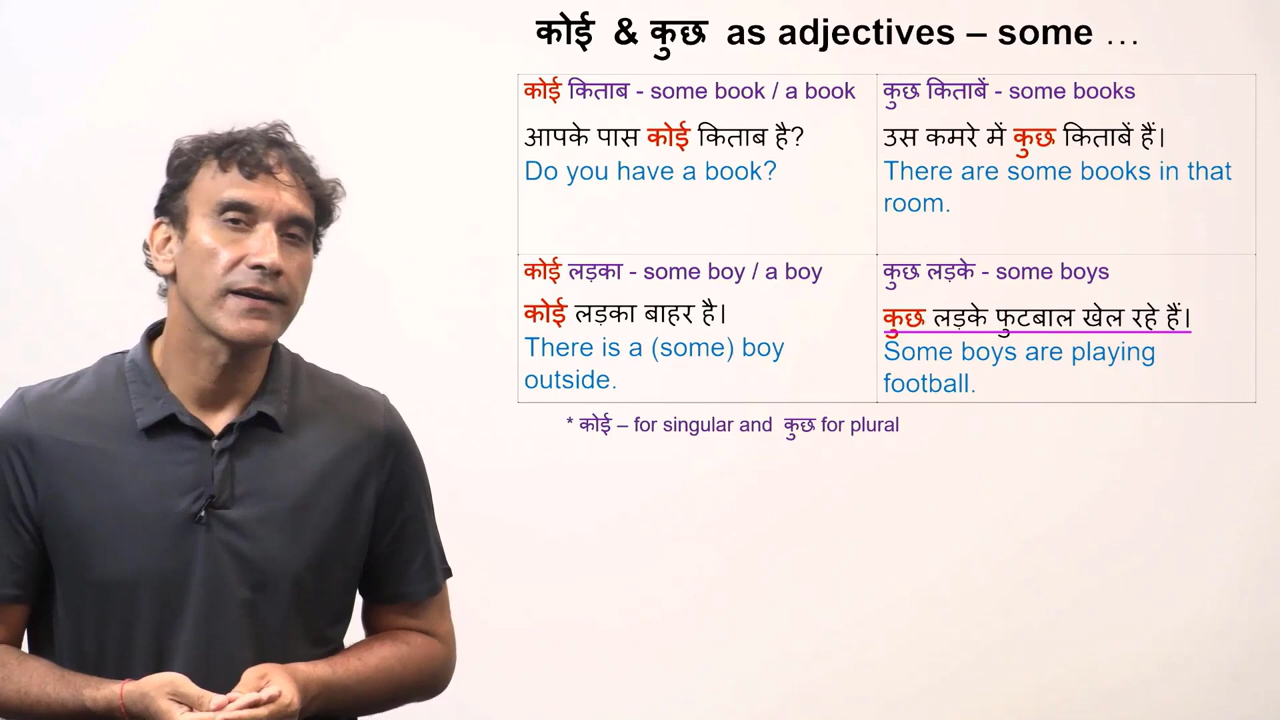 कोई & कुछ as adjectives – some …
कोई किताब - some book / a book
आपके पास कोई किताब है?
Do you have a book?
कुछ किताबें - some books
उस कमरे में कुछ किताबें हैं।
There are some books in that
room.
कोई लड़का - some boy / a boy
कोई लड़का बाहर है।
There is a (some) boy
outside.
कुछ लड़के - some boys
कुछ लड़के फुटबाल खेल रहे हैं।
Some boys are playing
football.
* कोई – for singular and कुछ for plural